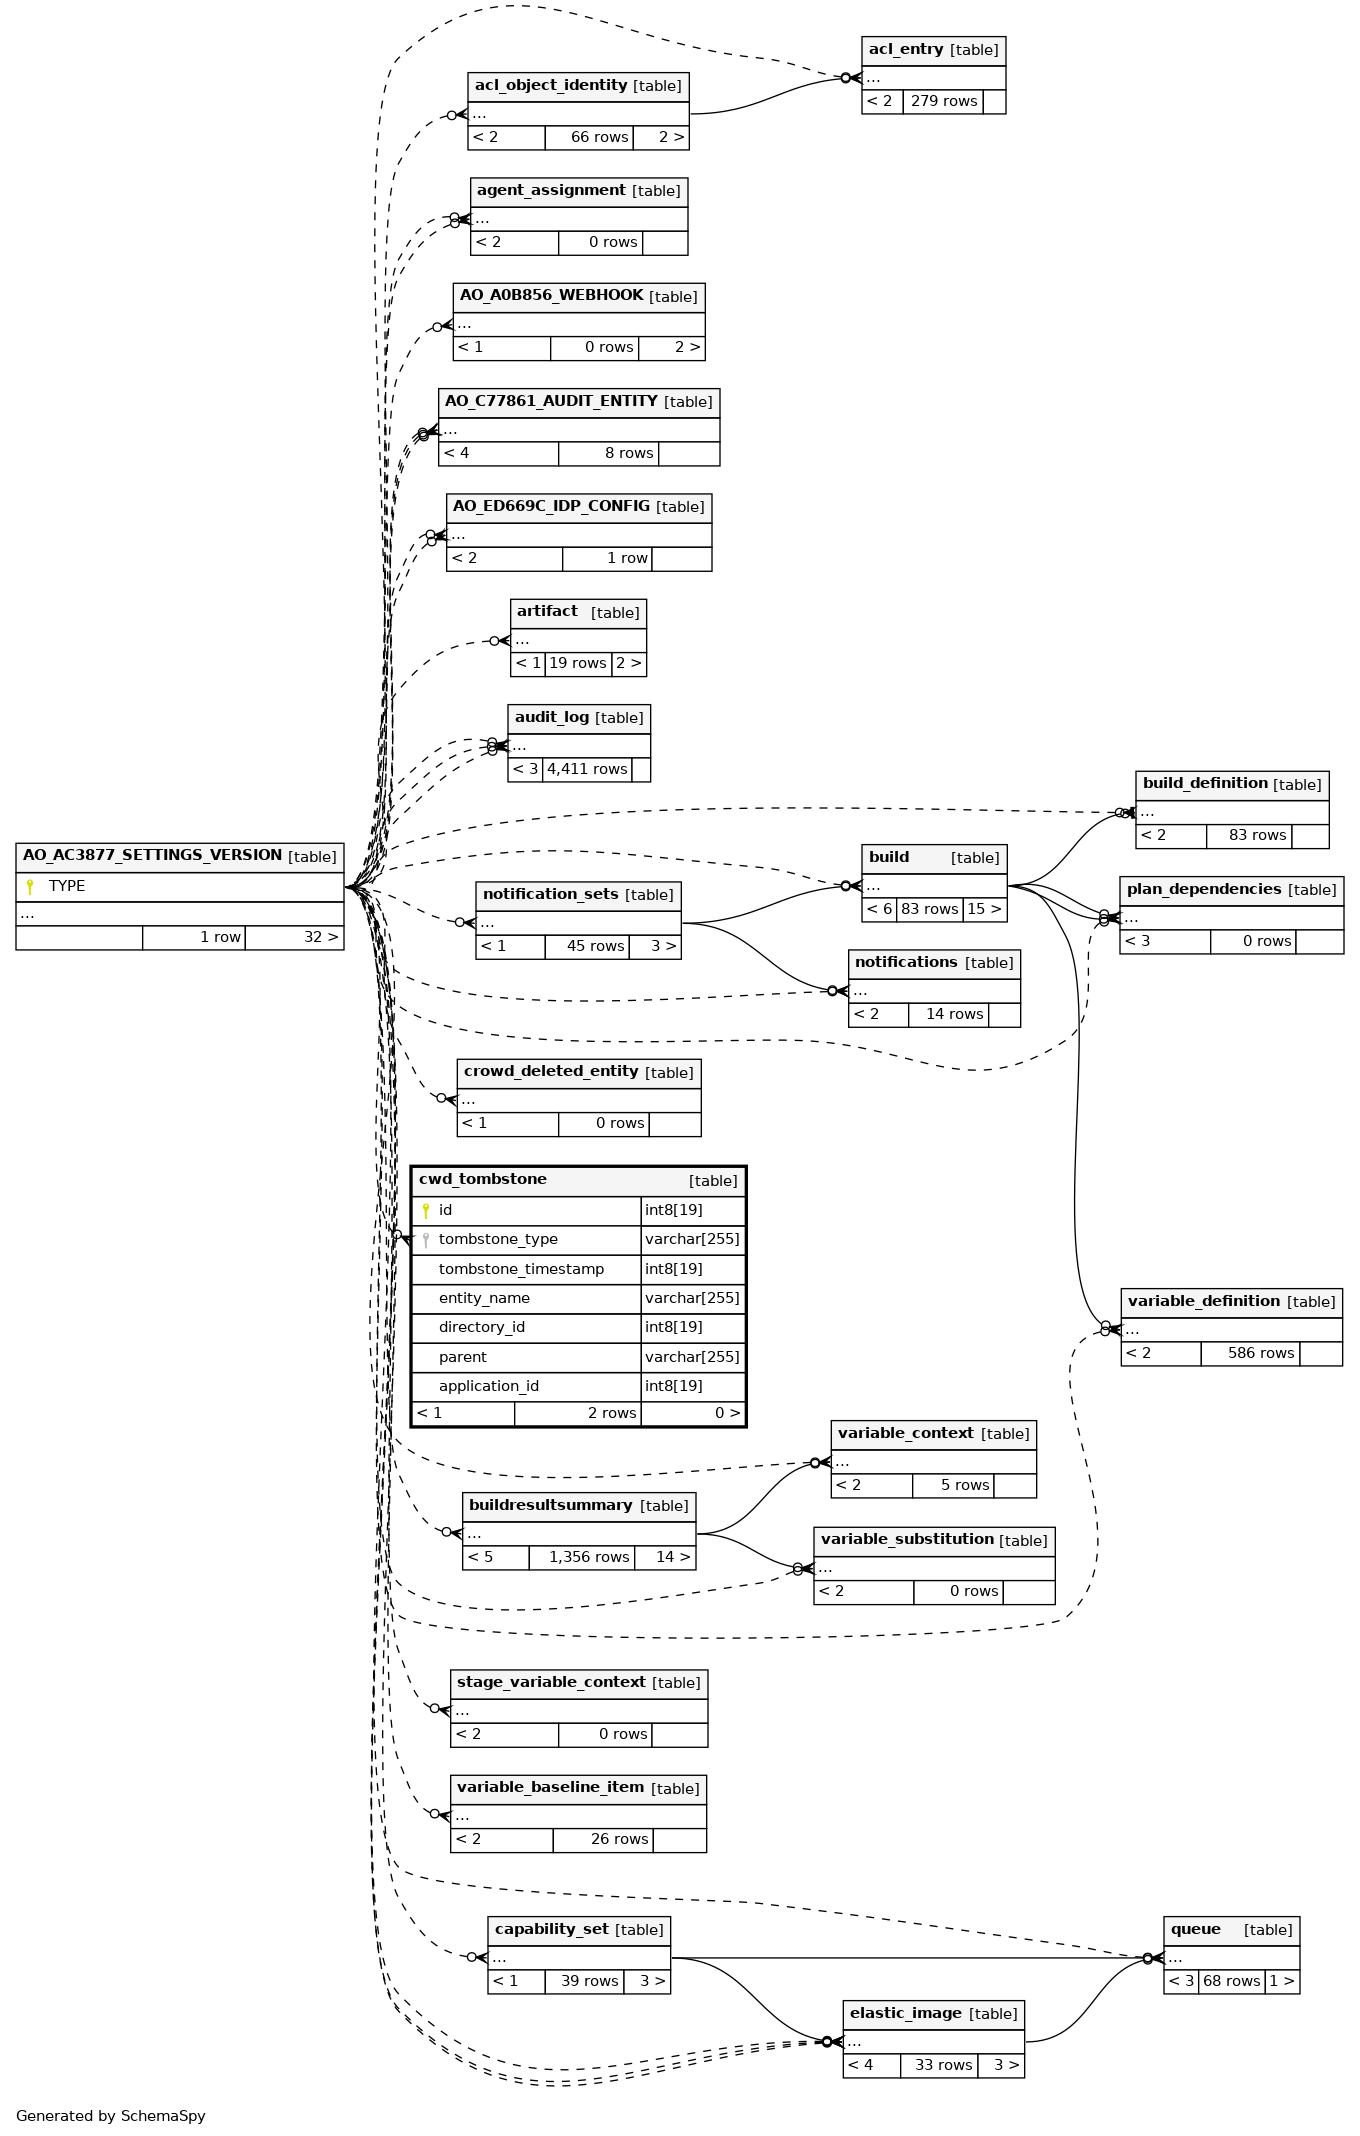 acl_entry [table]
...
< 2 279 rows
acl_object_identity [table]
...
< 2 66 rows 2 >
agent_assignment [table]
...
< 2 0 rows
AO_A0B856_WEBHOOK [table]
...
< 1 0 rows 2 >
AO_C77861_AUDIT_ENTITY [table]
...
< 4 8 rows
AO_ED669C_IDP_CONFIG [table]
...
< 2 1 row
artifact [table]
...
< 1 19 rows 2 >
audit_log [table]
...
< 3 4,411 rows
build_definition [table]
...
< 2 83 rows
AO_AC3877_SETTINGS_VERSION [table]
TYPE
...
1 row 32 >
build [table]
...
< 6 83 rows 15 >
notification_sets [table]
...
< 1 45 rows 3 >
plan_dependencies [table]
...
< 3 0 rows
notifications [table]
...
< 2 14 rows
crowd_deleted_entity [table]
...
< 1 0 rows
cwd_tombstone [table]
id int8[19]
tombstone_type varchar[255]
tombstone_timestamp int8[19]
entity_name varchar[255]
directory_id int8[19]
parent varchar[255]
application_id int8[19]
< 1 2 rows 0 >
variable_definition [table]
...
< 2 586 rows
variable_context [table]
...
< 2 5 rows
buildresultsummary [table]
...
< 5 1,356 rows 14 >
variable_substitution [table]
...
< 2 0 rows
stage_variable_context [table]
...
< 2 0 rows
variable_baseline_item [table]
...
< 2 26 rows
capability_set [table]
...
< 1 39 rows 3 >
queue [table]
...
< 3 68 rows 1 >
elastic_image [table]
...
< 4 33 rows 3 >
Generated by SchemaSpy